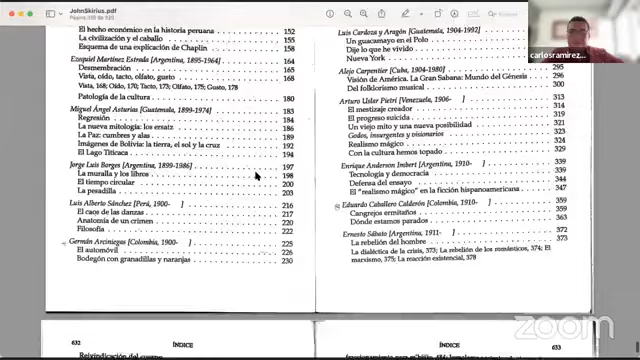 JohnSkirius.pdf
El hecho económico en la historia peruana 152
La civilización y el caballo 155
Esquema de una explicación de Chaplin 158
Ezequiel Martínez Estrada [Argentina, 1895-1964] 164
Desmembración 165
Vista, oído, tacto, olfato, gusto 168
Vista, 168; Oído, 170; Tacto, 173; Olfato, 175; Gusto, 178
Patología de la cultura 180
Miguel Ángel Asturias [Guatemala, 1899-1974] 183
Regresión 184
La nueva mitología: los ersatz 186
La Paz: cumbres y alas 189
Imágenes de Bolivia: la tierra, el sol y la cruz 192
El Lago Titicaca 194
Jorge Luis Borges [Argentina, 1899-1986] 197
La muralla y los libros 198
El tiempo circular 200
La pesadilla 203
Luis Alberto Sánchez [Perú, 1900- ] 216
El caos de las danzas 217
Anatomía de un crimen 220
Filosofía 222
Germán Arciniegas [Colombia, 1900- ] 225
El automóvil 226
Bodegón con granadillas y naranjas 230
Luis Cardoza y Aragón [Guatemala, 1904-1992]
Un guacamayo en el Polo
Dije lo que he vivido
Nueva York
Alejo Carpentier [Cuba, 1904-1980] 295
Visión de América. La Gran Sabana: Mundo del Génesis 296
Del folklorismo musical 300
Arturo Uslar Pietri [Venezuela, 1906- ] 313
El mestizaje creador 314
El progreso suicida 319
Un viejo mito y una nueva posibilidad 321
Godos, insurgentes y visionarios 323
Realismo mágico 324
Con la cultura hemos topado 329
Enrique Anderson Imbert [Argentina, 1910- ] 339
Tecnología y democracia 339
Defensa del ensayo 344
El "realismo mágico" en la ficción hispanoamericana 347
Eduardo Caballero Calderón [Colombia, 1910- ] 359
Cangrejos ermitaños 359
Dónde estamos parados 363
Ernesto Sábato [Argentina, 1911- ] 372
La rebelión del hombre 373
La dialéctica de la crisis, 373; La rebelión de los románticos, 374; El
marxismo, 375; La reacción existencial, 378
632 ÍNDICE
Reivindicación del cuerpo
ÍNDICE 633
carlosramirez...
zoom